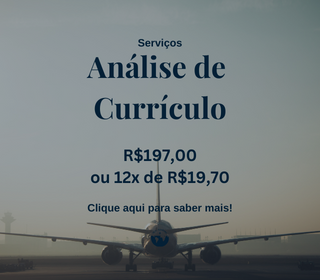 Serviços
Análise de
Currículo
R$197,00
ou 12x de R$19,70
Clique aqui para saber mais!